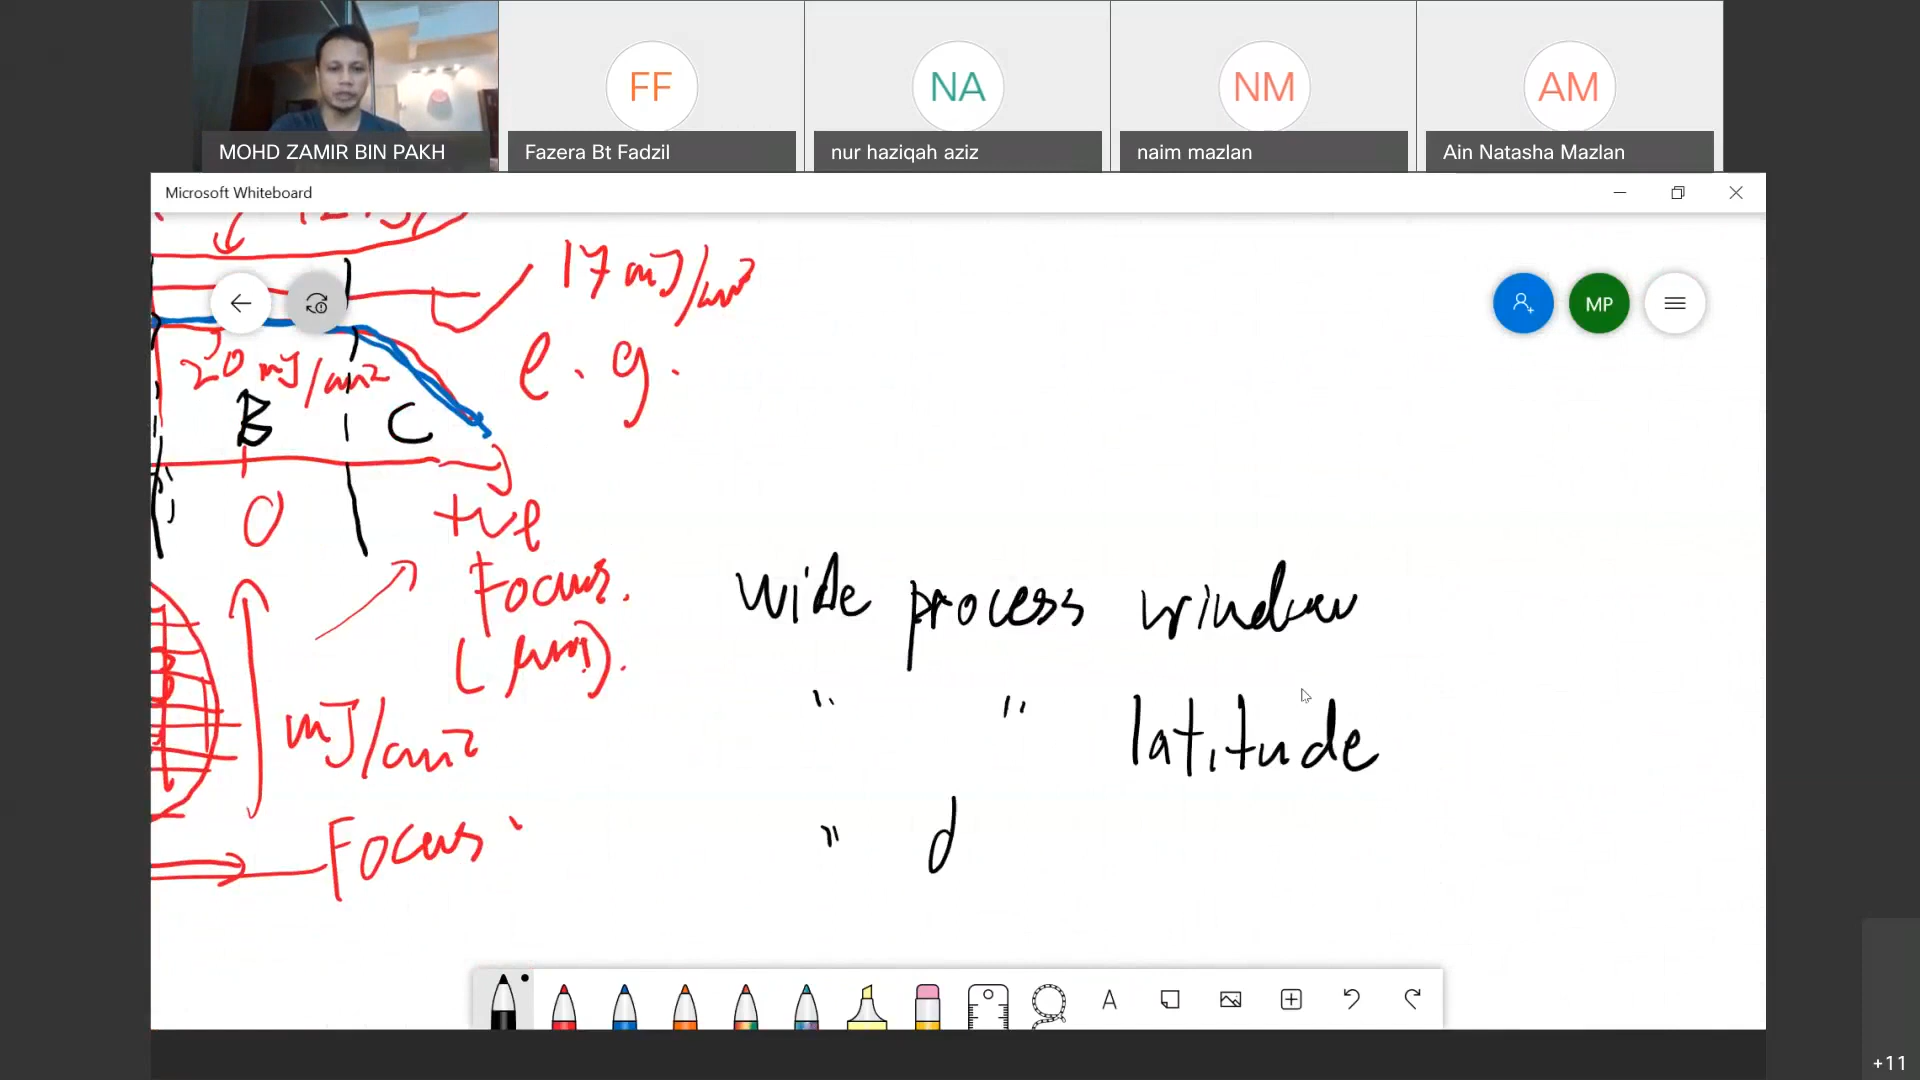 FF
NA
NM
AM
MOHD ZAMIR BIN PAKH
Fazera Bt Fadzil
nur haziqah aziz
naim mazlan
Ain Natasha Mazlan
Microsoft Whiteboard
17 mJ/cm²
MP
20 mJ/cm²
e.g.
B
C
0
+ve
Focus.
(μm).
wide process window
" " latitude
mJ/cm²
" d
Focus
A
+11